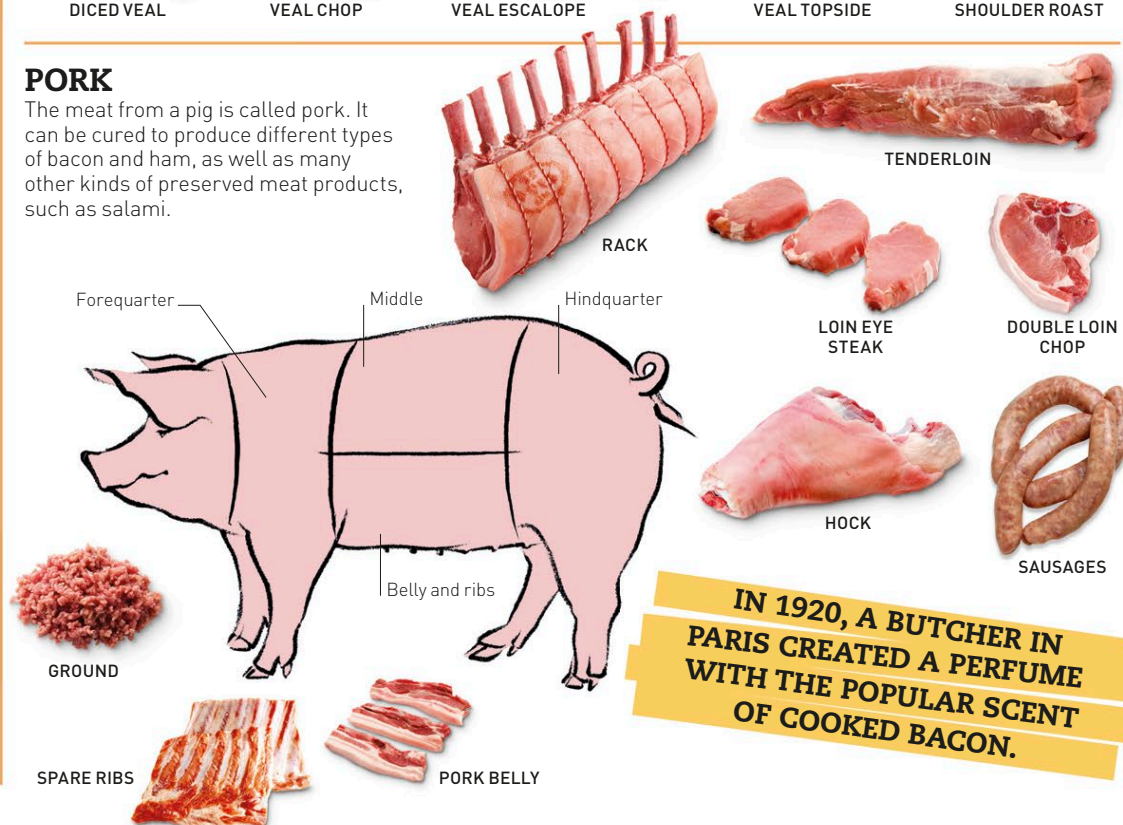 DICED VEAL
VEAL CHOP
VEAL ESCALOPE
VEAL TOPSIDE
SHOULDER ROAST
PORK
The meat from a pig is called pork. It
can be cured to produce different types
of bacon and ham, as well as many
other kinds of preserved meat products,
such as salami.
RACK
TENDERLOIN
LOIN EYE
STEAK
DOUBLE LOIN
CHOP
Forequarter
Middle
Hindquarter
Belly and ribs
HOCK
SAUSAGES
GROUND
SPARE RIBS
PORK BELLY
IN 1920, A BUTCHER IN
PARIS CREATED A PERFUME
WITH THE POPULAR SCENT
OF COOKED BACON.